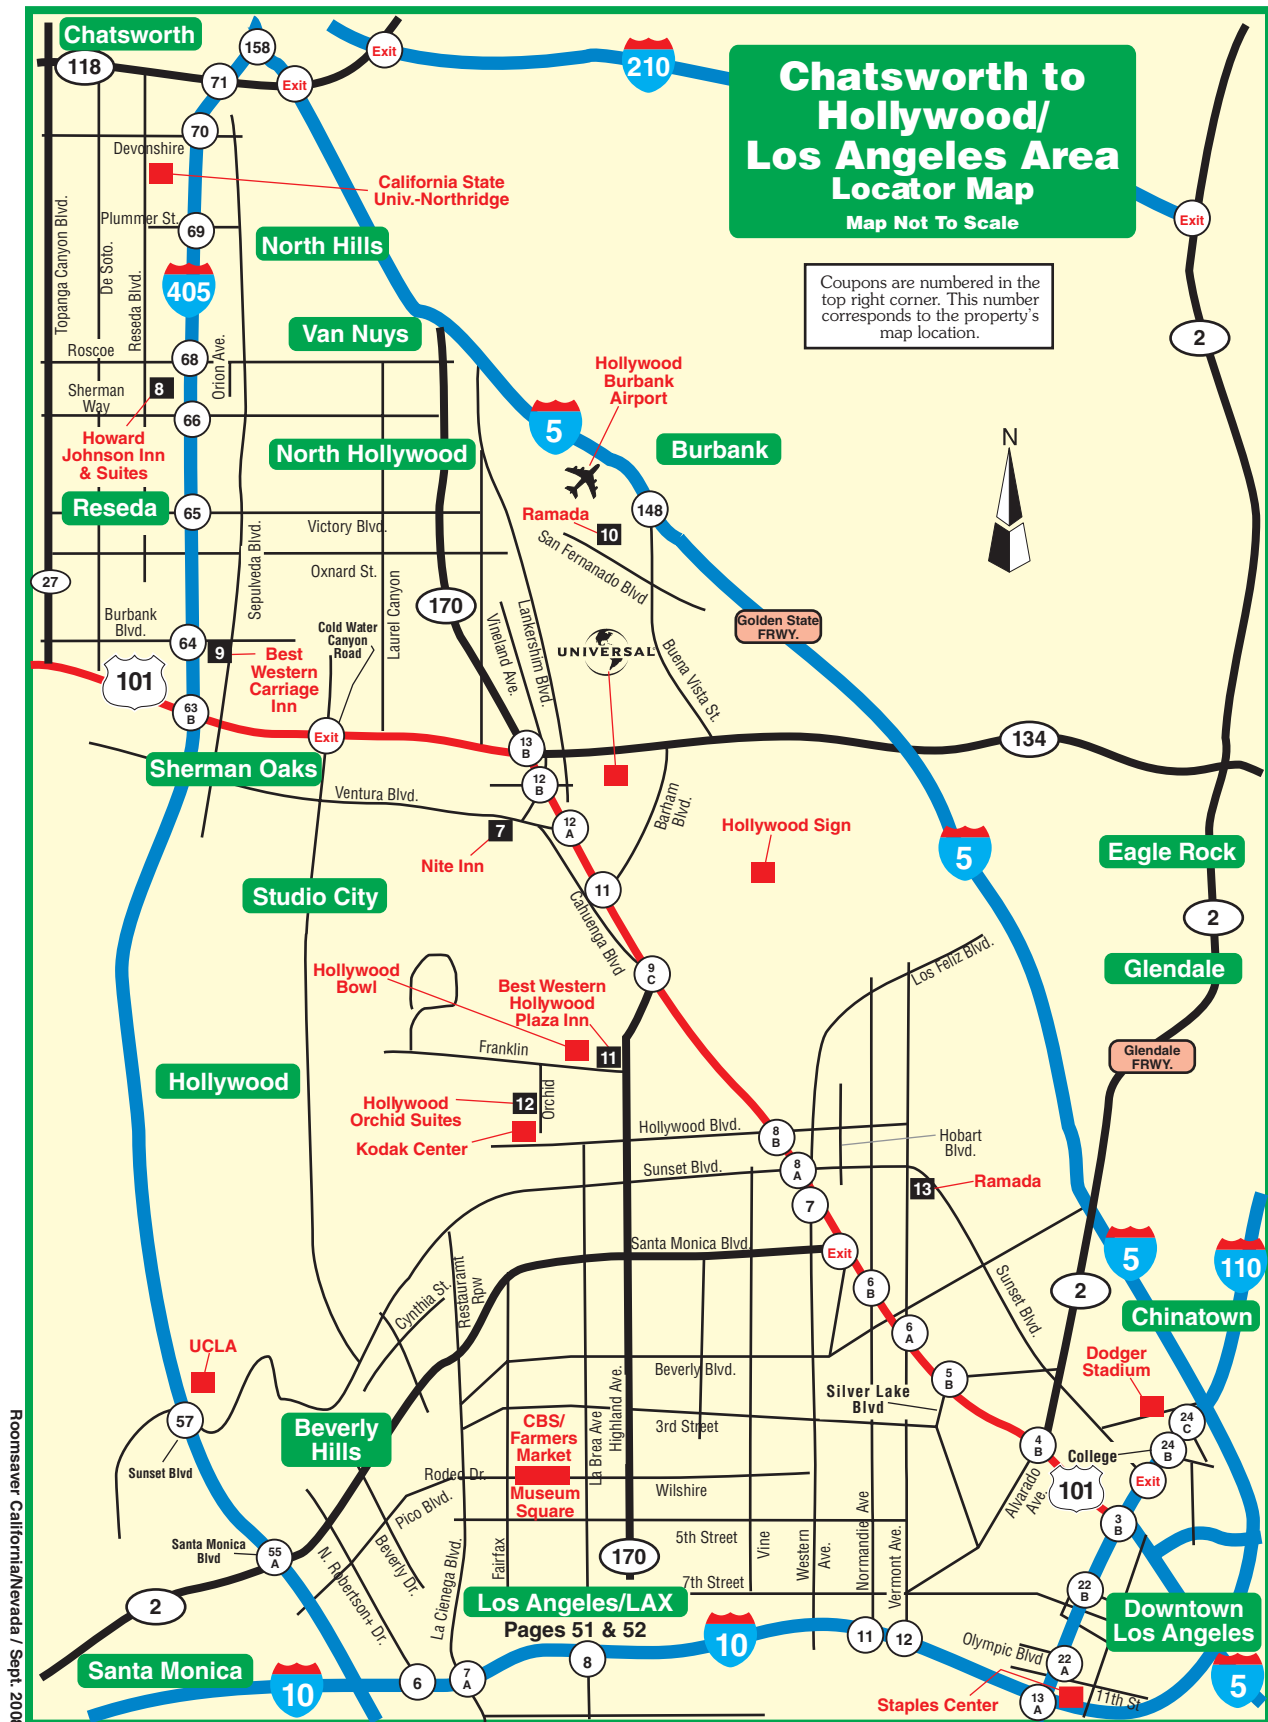 Chatsworth
118
158
71
Exit
Exit
210
Chatsworth to
Hollywood/
Los Angeles Area
Locator Map
Map Not To Scale
70
Devonshire
California State
Univ.-Northridge
Plummer St.
69
Exit
Topanga Canyon Blvd.
De Soto.
Reseda Blvd.
North Hills
405
Coupons are numbered in the
top right corner. This number
corresponds to the property's
map location.
Van Nuys
2
Roscoe
68
Orion Ave.
Sherman
Way
8
66
Hollywood
Burbank
Airport
5
Burbank
N
Howard
Johnson Inn
& Suites
North Hollywood
Reseda
65
Victory Blvd.
Ramada
10
148
San Fernanado Blvd
Sepulveda Blvd.
Oxnard St.
27
Laurel Canyon
170
Vineland Ave.
Lankershim Blvd.
Burbank
Blvd.
64
9
Best
Western
Carriage
Inn
Cold Water
Canyon
Road
UNIVERSAL
Buena Vista St.
Golden State
FRWY.
101
63
B
Exit
13
B
134
Sherman Oaks
12
B
Ventura Blvd.
7
Nite Inn
12
A
Barham
Blvd.
Hollywood Sign
5
Eagle Rock
Studio City
11
Cahuenga Blvd
2
Hollywood
Bowl
Best Western
Hollywood
Plaza Inn
9
C
Los Feliz Blvd.
Glendale
Franklin
11
Glendale
FRWY.
Hollywood
Hollywood
Orchid Suites
12
Orchid
Kodak Center
Hollywood Blvd.
8
B
Hobart
Blvd.
Sunset Blvd.
8
A
13
Ramada
7
Santa Monica Blvd.
Exit
5
110
6
B
Sunset Blvd.
2
Chinatown
Cynthia St.
Restauramt
Rpw
6
A
UCLA
Beverly Blvd.
5
B
Silver Lake
Blvd
Dodger
Stadium
57
Sunset Blvd
Beverly
Hills
CBS/
Farmers
Market
Museum
Square
La Brea Ave
Highland Ave.
3rd Street
4
B
College
24
C
24
B
Exit
Rodeo Dr.
Wilshire
101
Alvarado
Ave.
Pico Blvd.
3
B
Santa Monica
Blvd
55
A
N. Robertson+ Dr.
Beverly Dr.
La Cienega Blvd.
Fairfax
5th Street
Vine
Western
Ave.
Normandie Ave
Vermont Ave.
170
7th Street
2
Los Angeles/LAX
Pages 51 & 52
22
B
Downtown
Los Angeles
10
11
12
Olympic Blvd
22
A
Santa Monica
10
6
7
A
8
Staples Center
13
A
11th St
5
Roomsaver California/Nevada / Sept. 2006